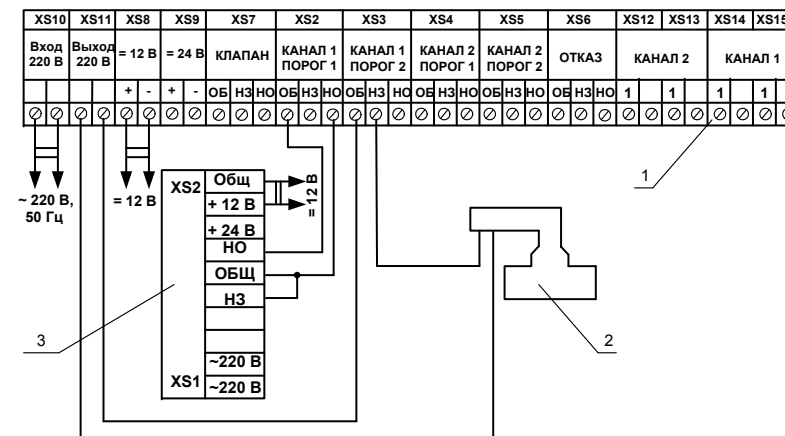 XS10 XS11 XS8 XS9 XS7 XS2 XS3 XS4 XS5 XS6 XS12 XS13 XS14 XS15
Вход 220 В Выход 220 В = 12 В = 24 В КЛАПАН КАНАЛ 1 ПОРОГ 1 КАНАЛ 1 ПОРОГ 2 КАНАЛ 2 ПОРОГ 1 КАНАЛ 2 ПОРОГ 2 ОТКАЗ КАНАЛ 2 КАНАЛ 1
+ - + - ОБ НЗ НО ОБ НЗ НО ОБ НЗ НО ОБ НЗ НО ОБ НЗ НО ОБ НЗ НО 1 1 1 1
~ 220 В, 50 Гц
= 12 В
XS2
Общ
+ 12 В
= 12 В
+ 24 В
НО
ОБЩ
НЗ
~220 В
XS1
~220 В
1
2
3